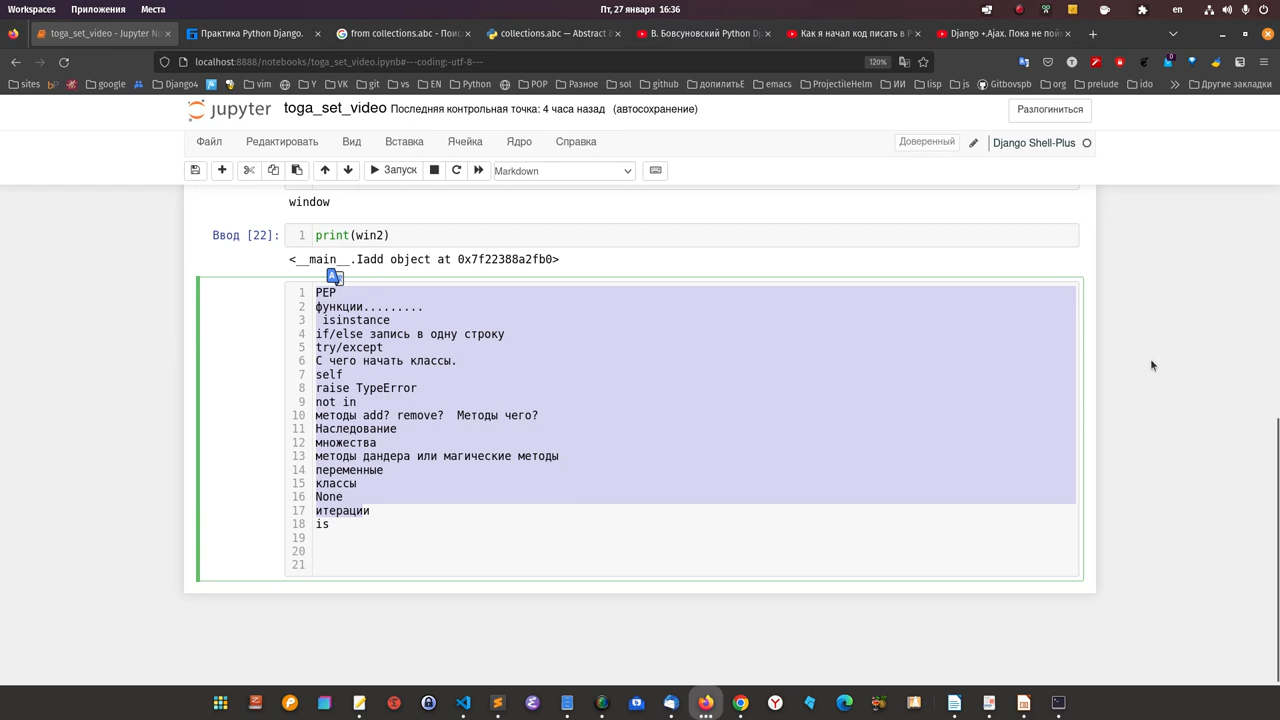 Workspaces Приложения Места Пт, 27 января 16:36 en
toga_set_video - Jupyter No Практика Python Django. from collections.abc - Поис collections.abc — Abstract B В. Бовсуновский Python D Как я начал код писать в Р Django +.Ajax. Пока не пой
localhost:8888/notebooks/toga_set_video.ipynb#---coding:-utf-8--- 120%
sites google Django4 vim YT VK git vs EN Python POP Разное sol github допилитьЕ emacs ProjectileHelm лисп js Gitbovspb org prelude ido Другие закладки
jupyter toga_set_video Последняя контрольная точка: 4 часа назад (автосохранение) Разлогиниться
Файл Редактировать Вид Вставка Ячейка Ядро Справка Доверенный Django Shell-Plus
Запуск Markdown
window
Ввод [22]: 1 print(win2)
<__main__.Iadd object at 0x7f22388a2fb0>
1 PEP
2 функции.........
3 isinstance
4 if/else запись в одну строку
5 try/except
6 С чего начать классы.
7 self
8 raise TypeError
9 not in
10 методы add? remove? Методы чего?
11 Наследование
12 множества
13 методы дандера или магические методы
14 переменные
15 классы
16 None
17 итерации
18 is
19
20
21